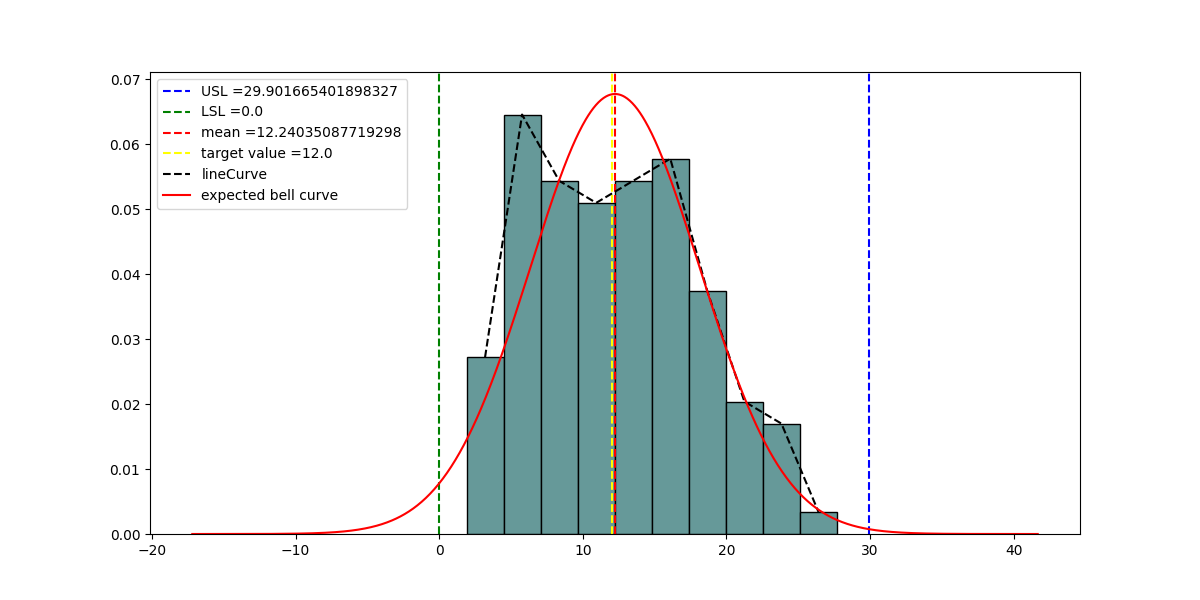 USL =29.901665401898327
LSL =0.0
mean =12.24035087719298
target value =12.0
lineCurve
expected bell curve
0.07
0.06
0.05
0.04
0.03
0.02
0.01
0.00
−20 −10 0 10 20 30 40